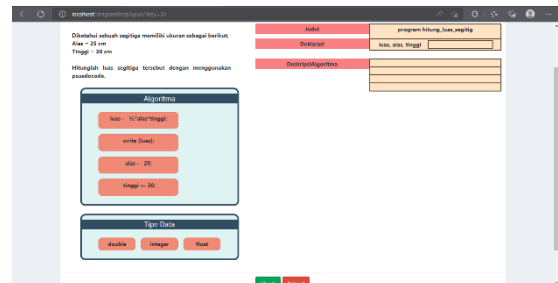 Diketahui sebuah segitiga memiliki ukuran sebagai berikut:
Alas = 25 cm
Tinggi = 30 cm
Hitunglah luas segitiga tersebut dengan menggunakan
psuedocode.
Algoritma
luas ← ½*alas*tinggi;
write (luas);
alas ← 25;
tinggi ← 30;
Tipe Data
double
integer
float
Judul
program hitung_luas_segitig
Deklarasi
luas, alas, tinggi
Deskripsi/Algoritma